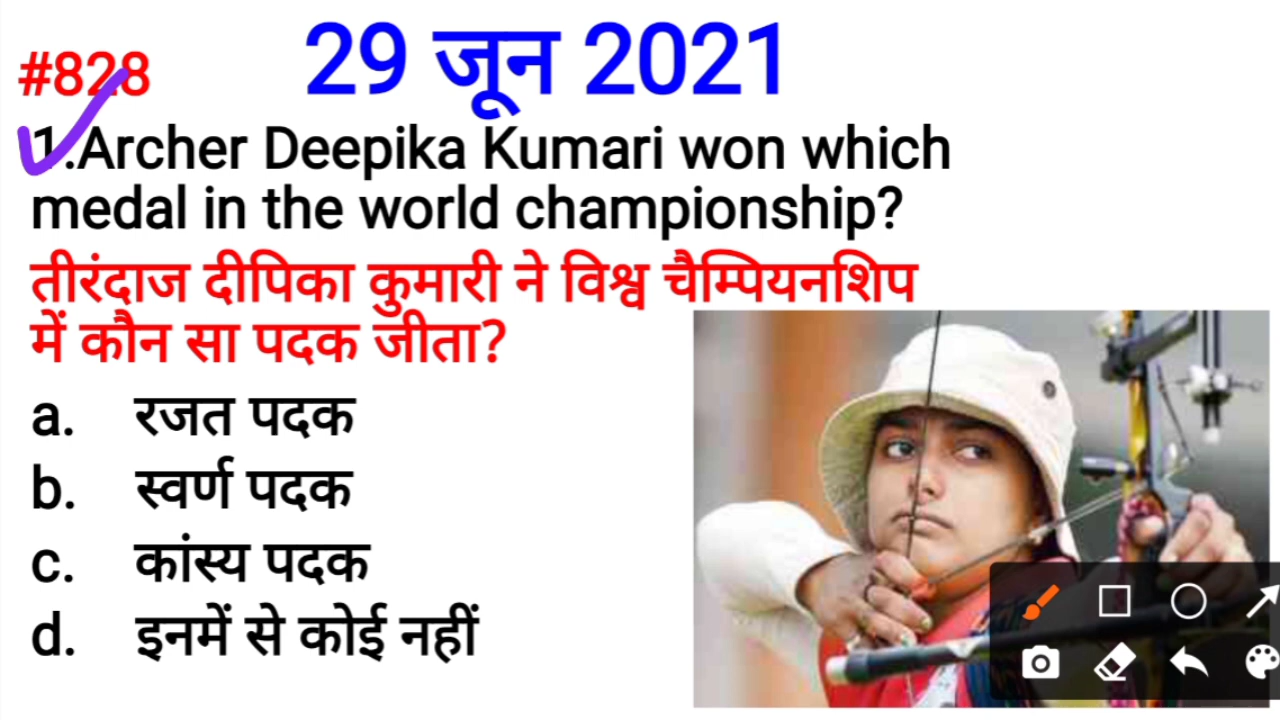 29 जून 2021
#828
1.Archer Deepika Kumari won which
medal in the world championship?
तीरंदाज दीपिका कुमारी ने विश्व चैम्पियनशिप
में कौन सा पदक जीता?
a. रजत पदक
b. स्वर्ण पदक
c. कांस्य पदक
d. इनमें से कोई नहीं